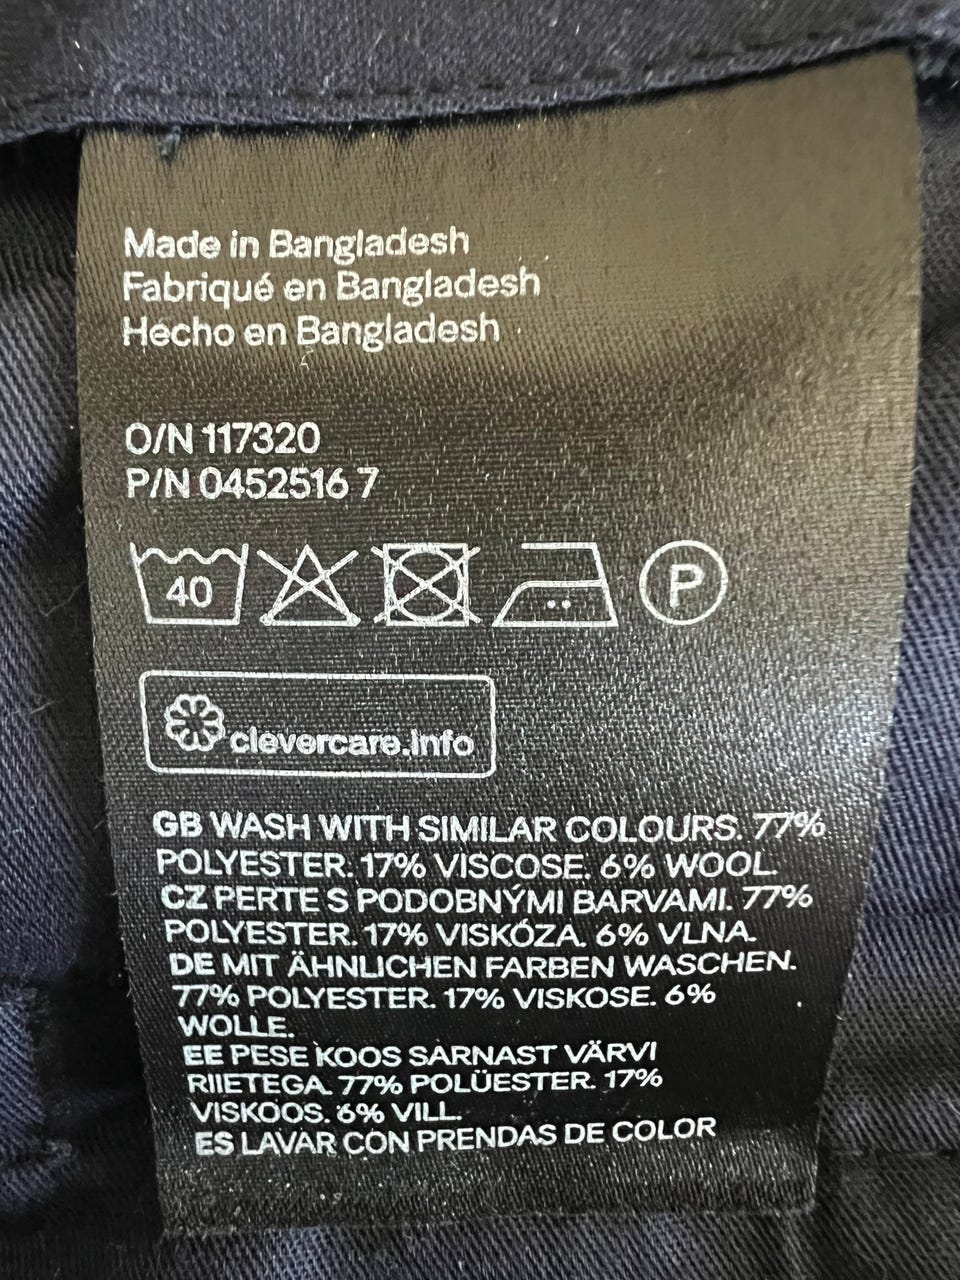 Made in Bangladesh
Fabriqué en Bangladesh
Hecho en Bangladesh
O/N 117320
P/N 0452516 7
40 P
clevercare.info
GB WASH WITH SIMILAR COLOURS. 77%
POLYESTER. 17% VISCOSE. 6% WOOL.
CZ PERTE S PODOBNÝMI BARVAMI. 77%
POLYESTER. 17% VISKÓZA. 6% VLNA.
DE MIT ÄHNLICHEN FARBEN WASCHEN.
77% POLYESTER. 17% VISKOSE. 6%
WOLLE.
EE PESE KOOS SARNAST VÄRVI
RIIETEGA. 77% POLÜESTER. 17%
VISKOOS. 6% VILL.
ES LAVAR CON PRENDAS DE COLOR